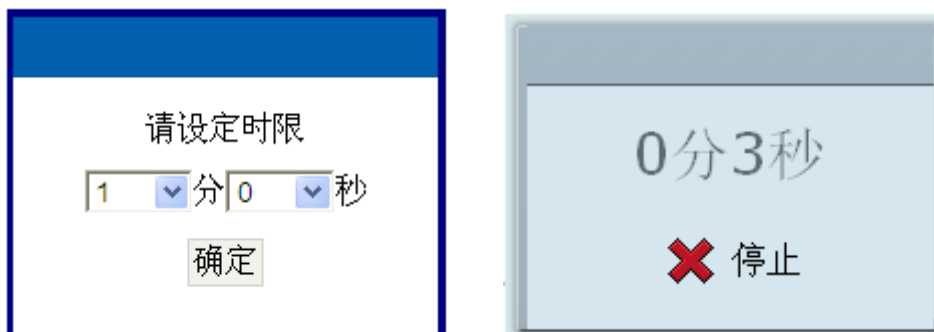 请设定时限
1 分 0 秒
确定
0分3秒
停止